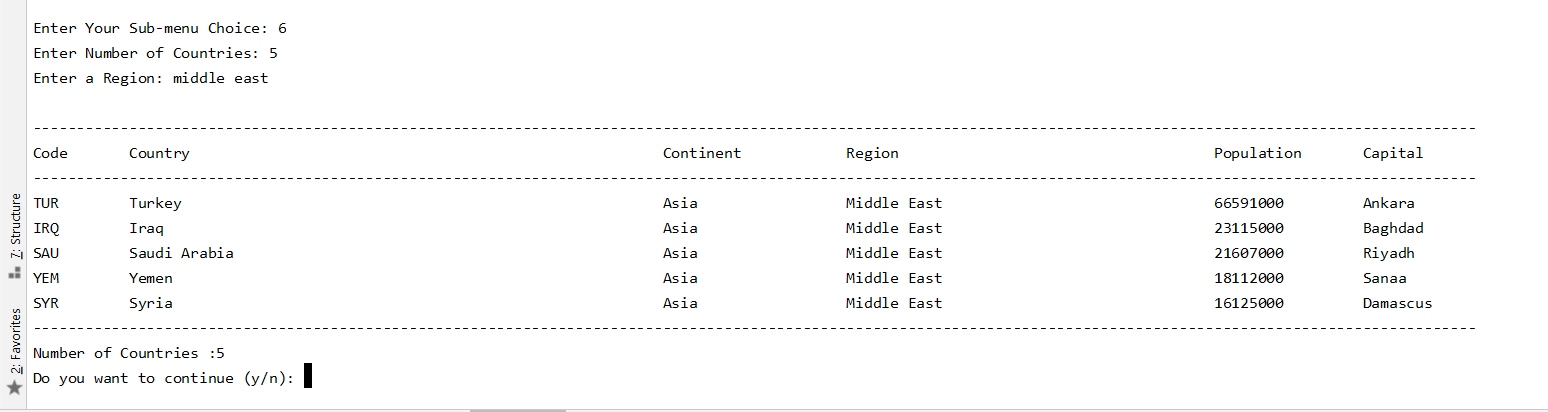 Enter Your Sub-menu Choice: 6
Enter Number of Countries: 5
Enter a Region: middle east
---------------------------------------------------------------------------------------------------------------------------------------------------------------------
Code Country Continent Region Population Capital
---------------------------------------------------------------------------------------------------------------------------------------------------------------------
TUR Turkey Asia Middle East 66591000 Ankara
IRQ Iraq Asia Middle East 23115000 Baghdad
SAU Saudi Arabia Asia Middle East 21607000 Riyadh
YEM Yemen Asia Middle East 18112000 Sanaa
SYR Syria Asia Middle East 16125000 Damascus
---------------------------------------------------------------------------------------------------------------------------------------------------------------------
Number of Countries :5
Do you want to continue (y/n):
7: Structure
2: Favorites